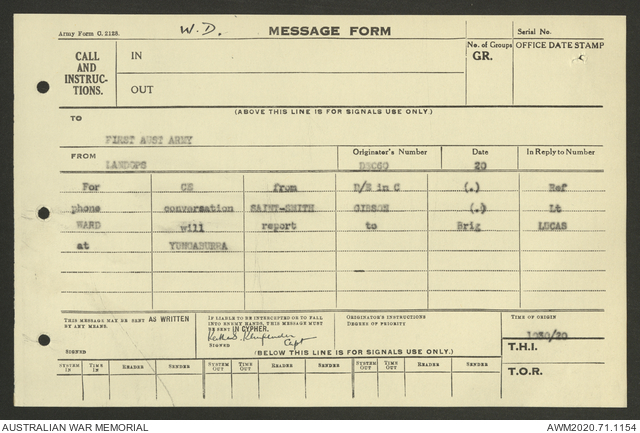 Army Form C. 2128.
W.D.
MESSAGE FORM
Serial No.
CALL AND INSTRUCTIONS.
IN
OUT
No. of Groups
GR.
OFFICE DATE STAMP
(ABOVE THIS LINE IS FOR SIGNALS USE ONLY.)
TO
FIRST AUST ARMY
FROM Originator's Number Date In Reply to Number
LANDOPS 20
For CE from D/E in C (.) Ref
phone conversation SAINT-SMITH GIBSON (.) Lt
WARD will report to Brig LUCAS
at YUNGABURRA
THIS MESSAGE MAY BE SENT AS WRITTEN BY ANY MEANS.
SIGNED
IF LIABLE TO BE INTERCEPTED OR TO FALL INTO ENEMY HANDS, THIS MESSAGE MUST BE SENT IN CYPHER.
SIGNED Capt
ORIGINATOR'S INSTRUCTIONS
DEGREE OF PRIORITY
TIME OF ORIGIN
1030/20
T.H.I.
(BELOW THIS LINE IS FOR SIGNALS USE ONLY.)
T.O.R.
SYSTEM IN TIME IN READER SENDER SYSTEM OUT TIME OUT READER SENDER SYSTEM OUT TIME OUT READER SENDER
AUSTRALIAN WAR MEMORIAL AWM2020.71.1154